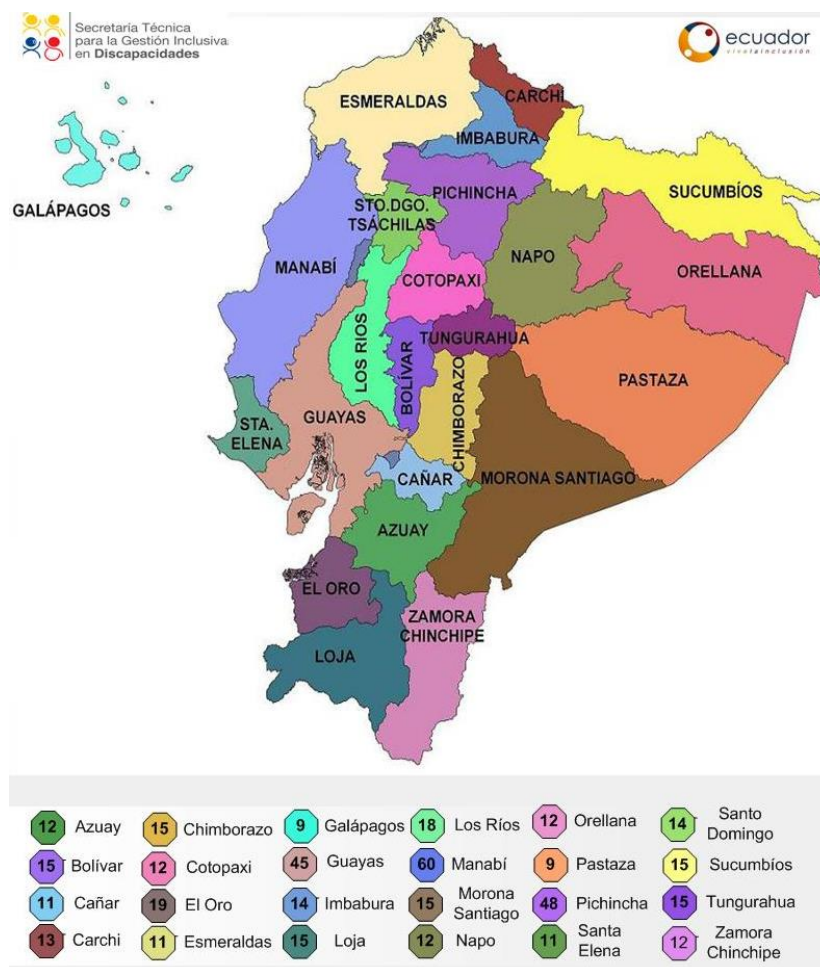 Secretaría Técnica
para la Gestión Inclusiva
en Discapacidades
ecuador
vive la inclusión
ESMERALDAS
CARCHI
IMBABURA
GALÁPAGOS
PICHINCHA
SUCUMBÍOS
STO.DGO.
TSÁCHILAS
MANABÍ
NAPO
ORELLANA
COTOPAXI
TUNGURAHUA
LOS RIOS
BOLÍVAR
CHIMBORAZO
PASTAZA
GUAYAS
STA.
ELENA
CAÑAR
MORONA SANTIAGO
AZUAY
EL ORO
ZAMORA
CHINCHIPE
LOJA
12 Azuay
15 Chimborazo
9 Galápagos
18 Los Ríos
12 Orellana
14 Santo
Domingo
15 Bolívar
12 Cotopaxi
45 Guayas
60 Manabí
9 Pastaza
15 Sucumbíos
11 Cañar
19 El Oro
14 Imbabura
15 Morona
Santiago
48 Pichincha
15 Tungurahua
13 Carchi
11 Esmeraldas
15 Loja
12 Napo
11 Santa
Elena
12 Zamora
Chinchipe